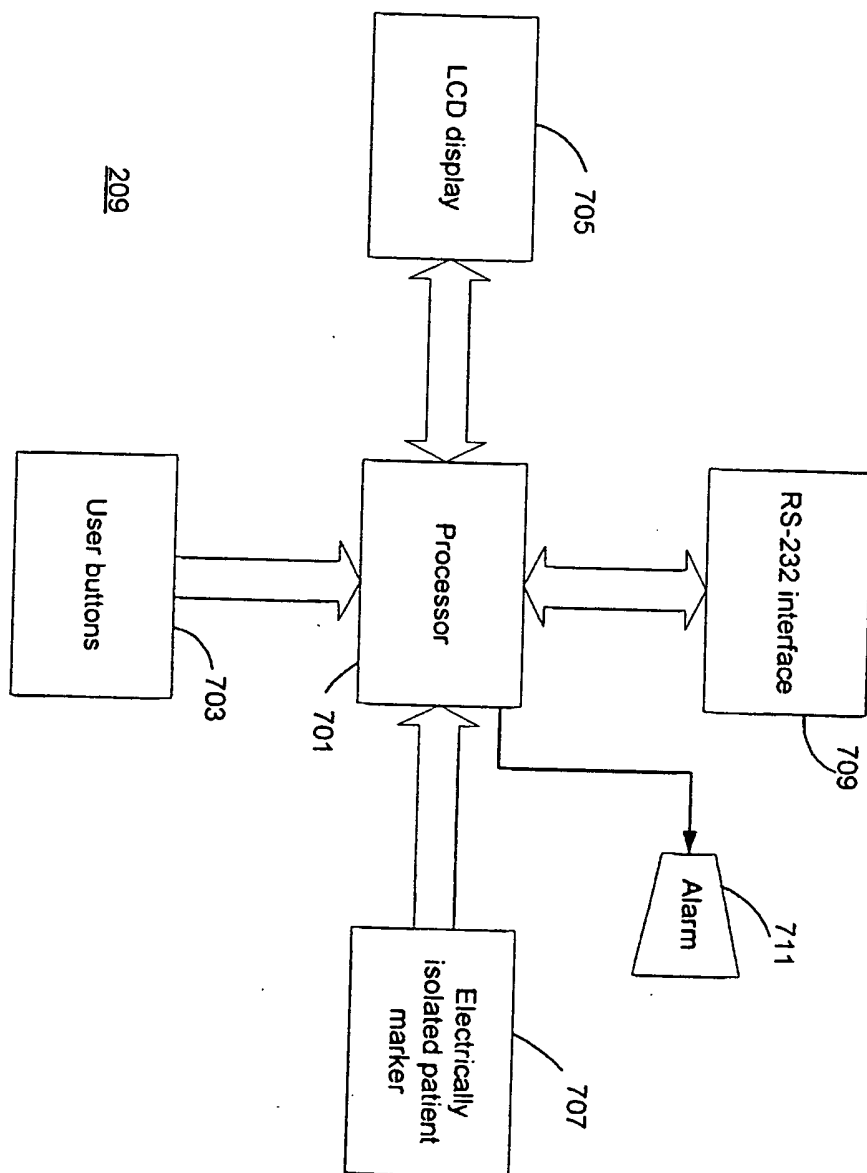 RS-232 interface
709
711
Alarm
705
LCD display
Processor
701
707
Electrically
isolated patient
marker
703
User buttons
209